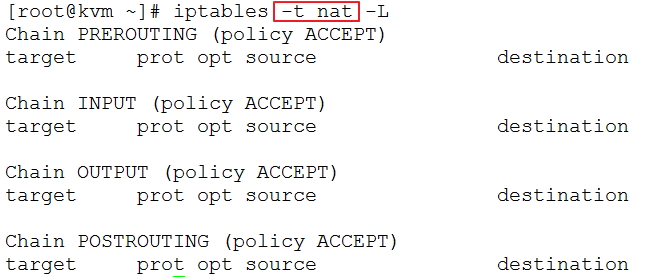 [root@kvm ~]# iptables -t nat -L
Chain PREROUTING (policy ACCEPT)
target     prot opt source               destination

Chain INPUT (policy ACCEPT)
target     prot opt source               destination

Chain OUTPUT (policy ACCEPT)
target     prot opt source               destination

Chain POSTROUTING (policy ACCEPT)
target     prot opt source               destination